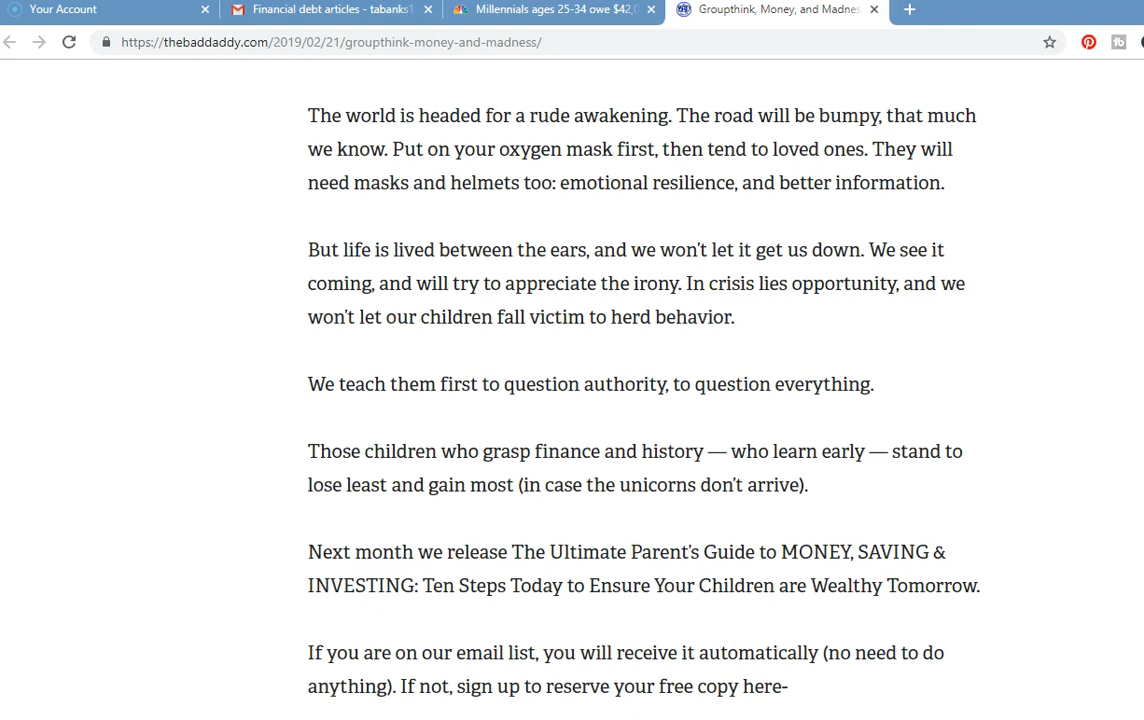 Your Account
Financial debt articles - tabanks1
Millennials ages 25-34 owe $42,0
Groupthink, Money, and Madnes
https://thebaddaddy.com/2019/02/21/groupthink-money-and-madness/
The world is headed for a rude awakening. The road will be bumpy, that much
we know. Put on your oxygen mask first, then tend to loved ones. They will
need masks and helmets too: emotional resilience, and better information.
But life is lived between the ears, and we won’t let it get us down. We see it
coming, and will try to appreciate the irony. In crisis lies opportunity, and we
won’t let our children fall victim to herd behavior.
We teach them first to question authority, to question everything.
Those children who grasp finance and history — who learn early — stand to
lose least and gain most (in case the unicorns don’t arrive).
Next month we release The Ultimate Parent’s Guide to MONEY, SAVING &
INVESTING: Ten Steps Today to Ensure Your Children are Wealthy Tomorrow.
If you are on our email list, you will receive it automatically (no need to do
anything). If not, sign up to reserve your free copy here-